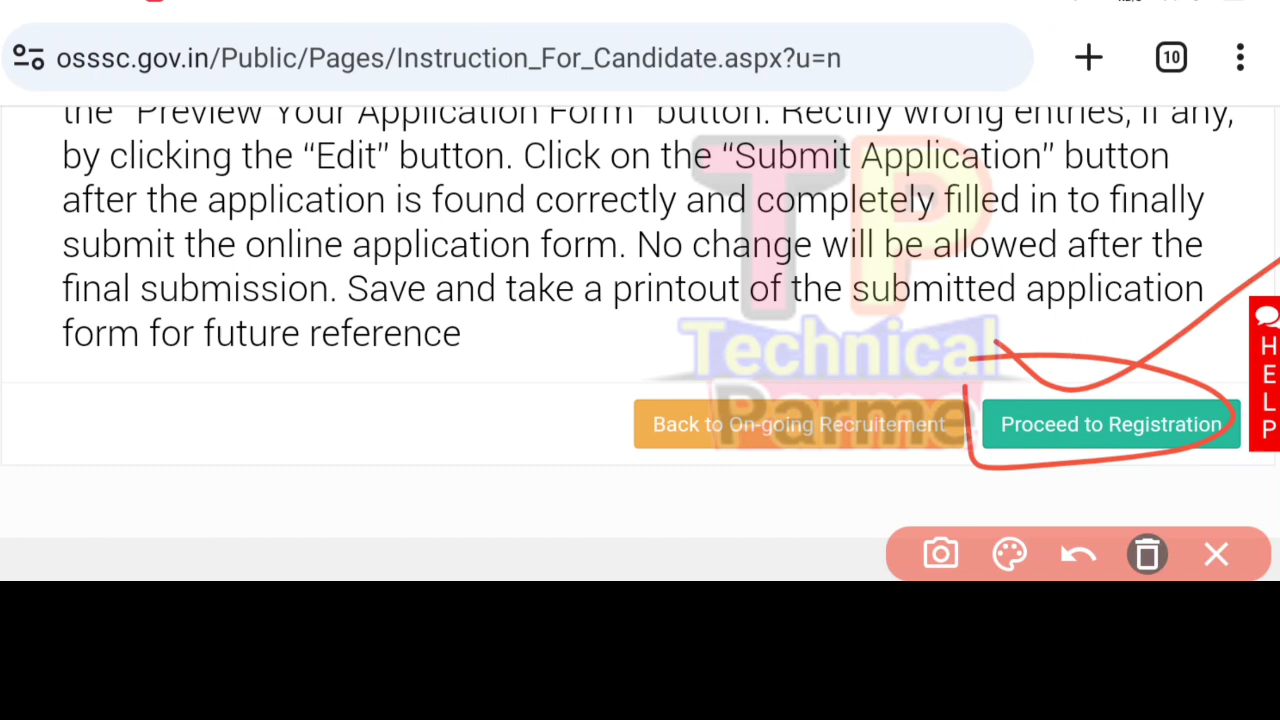 osssc.gov.in/Public/Pages/Instruction_For_Candidate.aspx?u=n
10
the "Preview Your Application Form" button. Rectify wrong entries, if any,
by clicking the “Edit” button. Click on the “Submit Application” button
after the application is found correctly and completely filled in to finally
submit the online application form. No change will be allowed after the
final submission. Save and take a printout of the submitted application
form for future reference
TP
Technical
Parme
Back to On-going Recruitement
Proceed to Registration
HELP